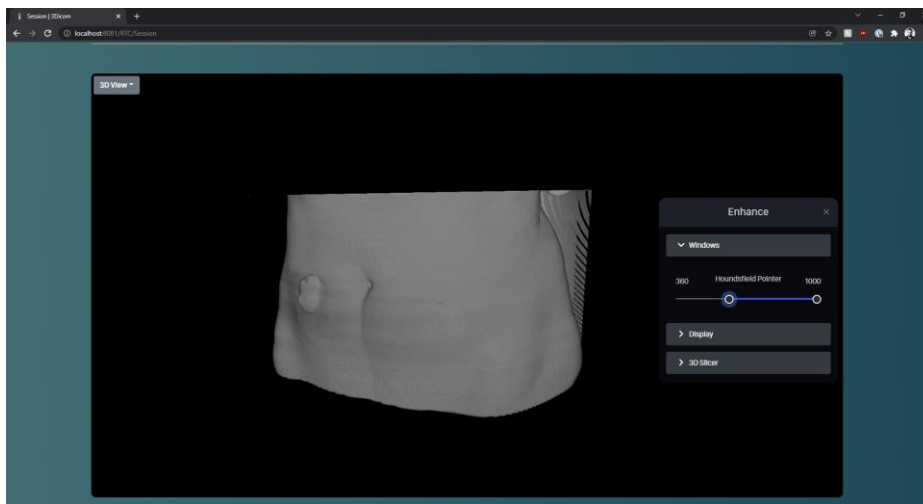 Session | 3Dicom
localhost:8081/RTC/Session
3D View
Enhance
Windows
360 Houndsfield Pointer 1000
Display
3D Slicer